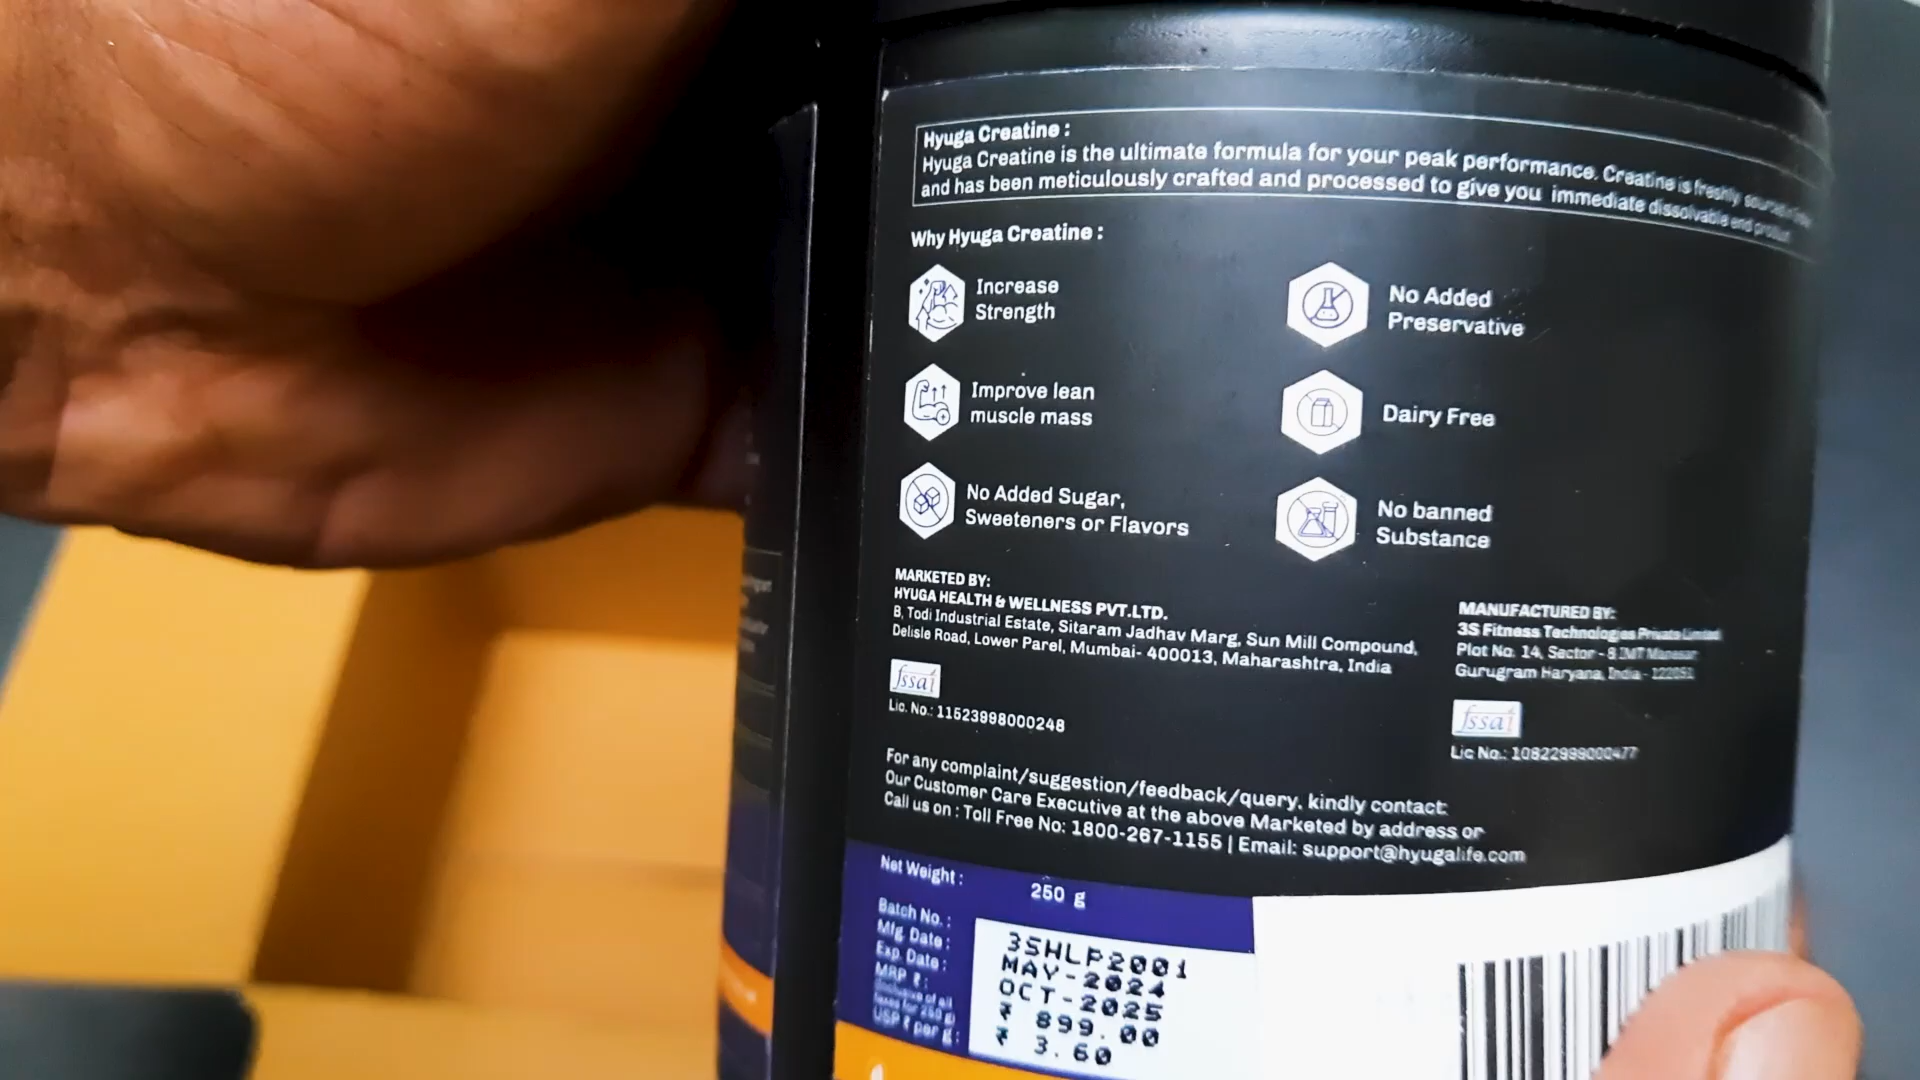 Hyuga Creatine :
Hyuga Creatine is the ultimate formula for your peak performance. Creatine is freshly sourced
and has been meticulously crafted and processed to give you immediate dissolvable end product
Why Hyuga Creatine :
Increase
Strength
No Added
Preservative
Improve lean
muscle mass
Dairy Free
No Added Sugar,
Sweeteners or Flavors
No banned
Substance
MARKETED BY:
HYUGA HEALTH & WELLNESS PVT.LTD.
B, Todi Industrial Estate, Sitaram Jadhav Marg, Sun Mill Compound,
Delisle Road, Lower Parel, Mumbai- 400013, Maharashtra, India
fssai
Lic. No.: 11523998000248
MANUFACTURED BY:
3S Fitness Technologies Private Limited
Plot No. 14, Sector - 8 IMT Manesar
Gurugram Haryana, India - 122051
fssai
Lic No.: 10822999000477
For any complaint/suggestion/feedback/query, kindly contact:
Our Customer Care Executive at the above Marketed by address or
Call us on : Toll Free No: 1800-267-1155 | Email: support@hyugalife.com
Net Weight : 250 g
Batch No. : 3SHLP2001
Mfg. Date : MAY-2024
Exp. Date : OCT-2025
MRP ₹ : ₹ 899.00
(Inclusive of all
taxes for 250 g)
USP ₹ per g : ₹ 3.60